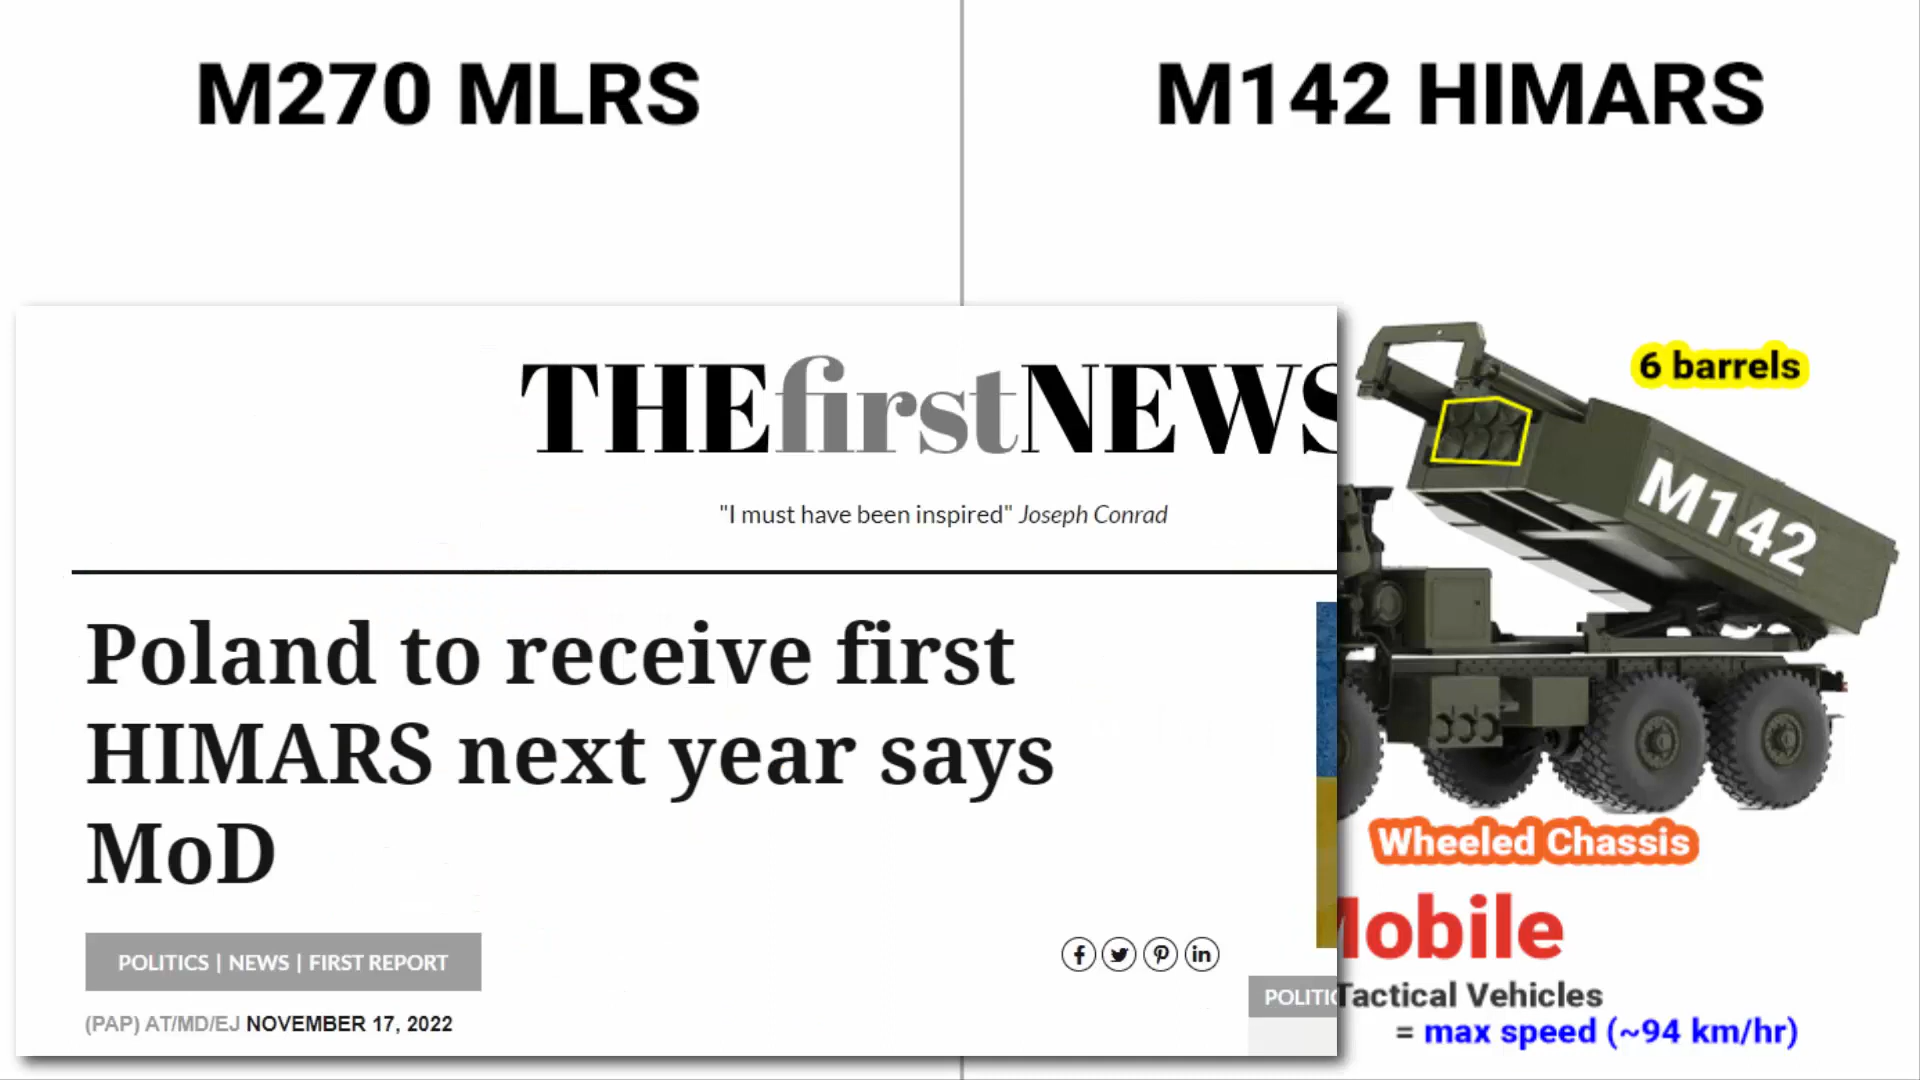 M270 MLRS
M142 HIMARS
THEfirstNEWS
"I must have been inspired" Joseph Conrad
Poland to receive first
HIMARS next year says
MoD
POLITICS | NEWS | FIRST REPORT
(PAP) AT/MD/EJ NOVEMBER 17, 2022
POLITIC
6 barrels
M142
Wheeled Chassis
Mobile
Tactical Vehicles
= max speed (~94 km/hr)